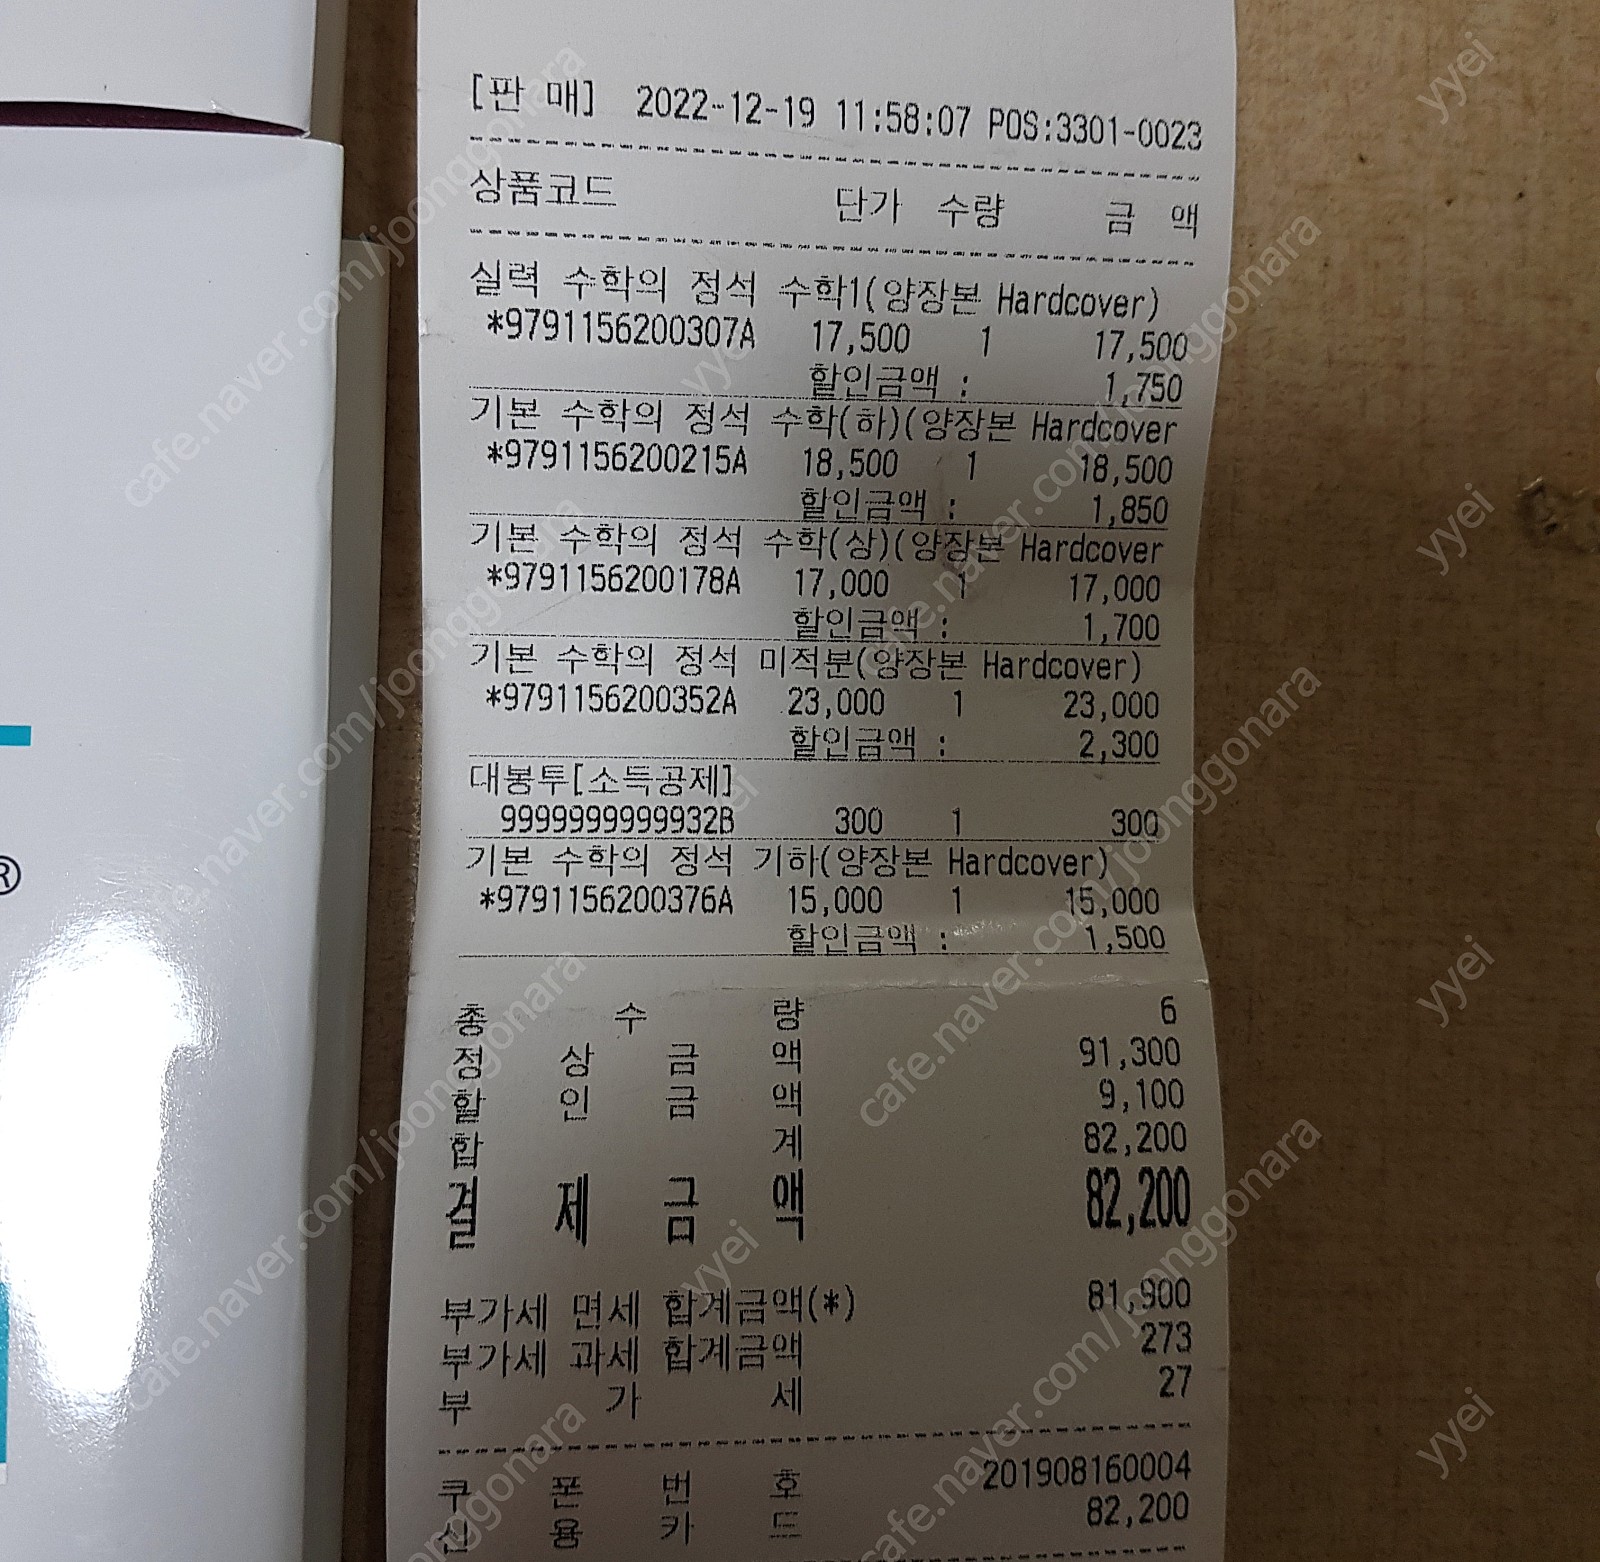 [판 매] 2022-12-19 11:58:07 POS:3301-0023
상품코드 단가 수량 금 액
실력 수학의 정석 수학1(양장본 Hardcover)
*9791156200307A 17,500 1 17,500
할인금액 : 1,750
기본 수학의 정석 수학(하)(양장본 Hardcover
*9791156200215A 18,500 1 18,500
할인금액 : 1,850
기본 수학의 정석 수학(상)(양장본 Hardcover
*9791156200178A 17,000 1 17,000
할인금액 : 1,700
기본 수학의 정석 미적분(양장본 Hardcover)
*9791156200352A 23,000 1 23,000
할인금액 : 2,300
대봉투[소득공제]
9999999999932B 300 1 300
기본 수학의 정석 기하(양장본 Hardcover)
*9791156200376A 15,000 1 15,000
할인금액 : 1,500
총 수 량 6
정 상 금 액 91,300
할 인 금 액 9,100
합 계 82,200
결 제 금 액 82,200
부가세 면세 합계금액(*) 81,900
부가세 과세 합계금액 273
부 가 세 27
쿠 폰 번 호 201908160004
신 용 카 드 82,200
®
cafe.naver.com/joonggonara
yyei